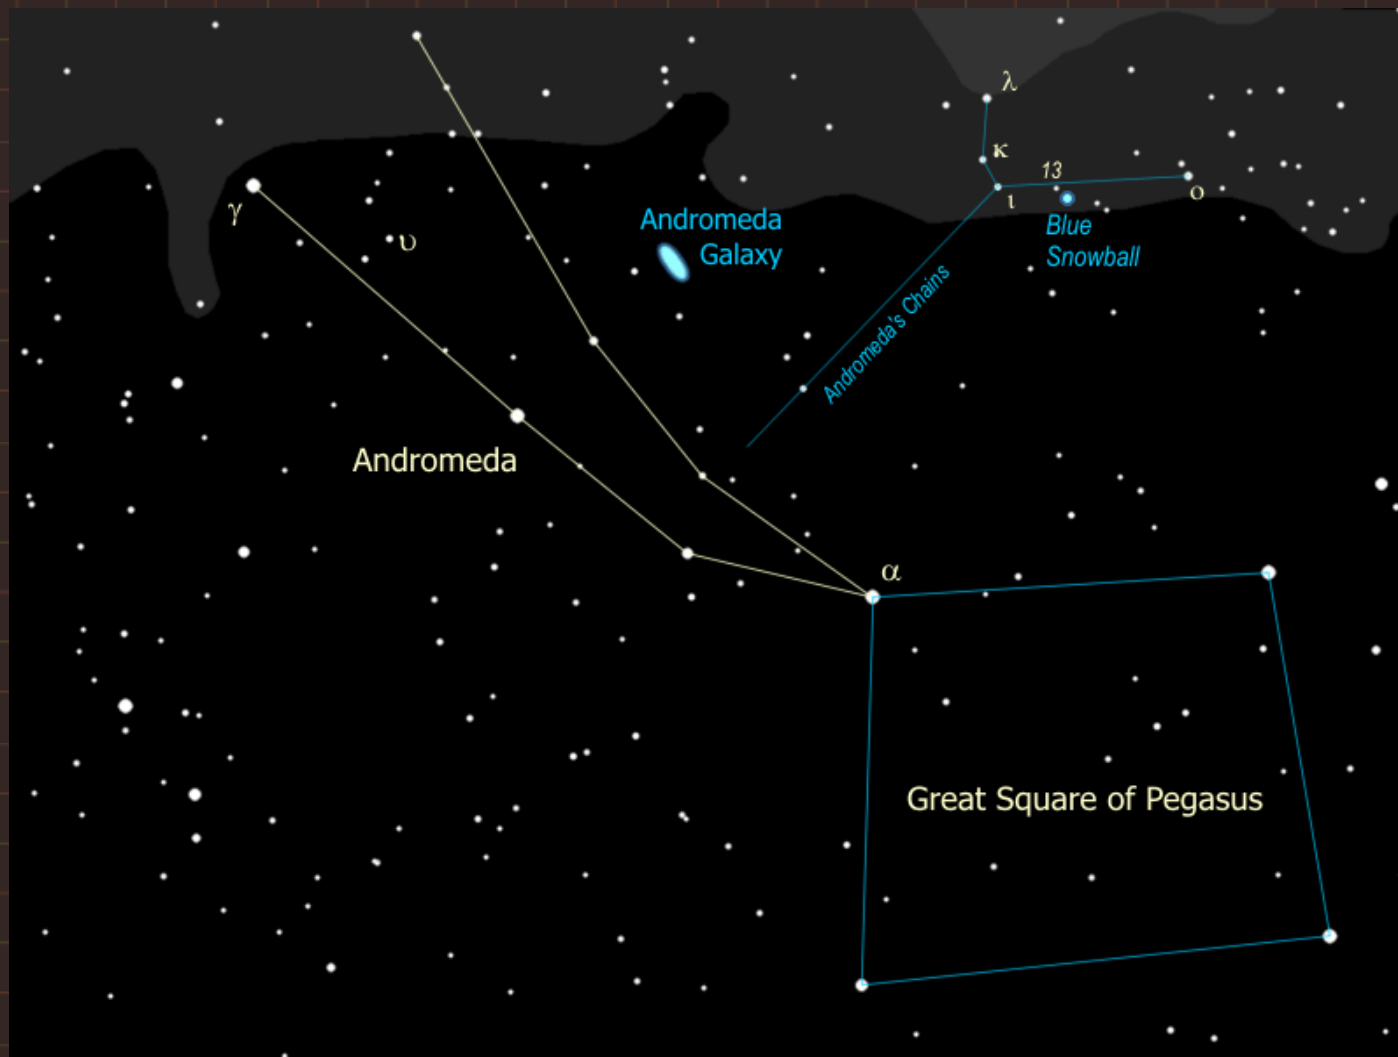 λ
κ
13
ι
ο
γ
υ
Andromeda
Galaxy
Blue
Snowball
Andromeda's Chains
Andromeda
α
Great Square of Pegasus